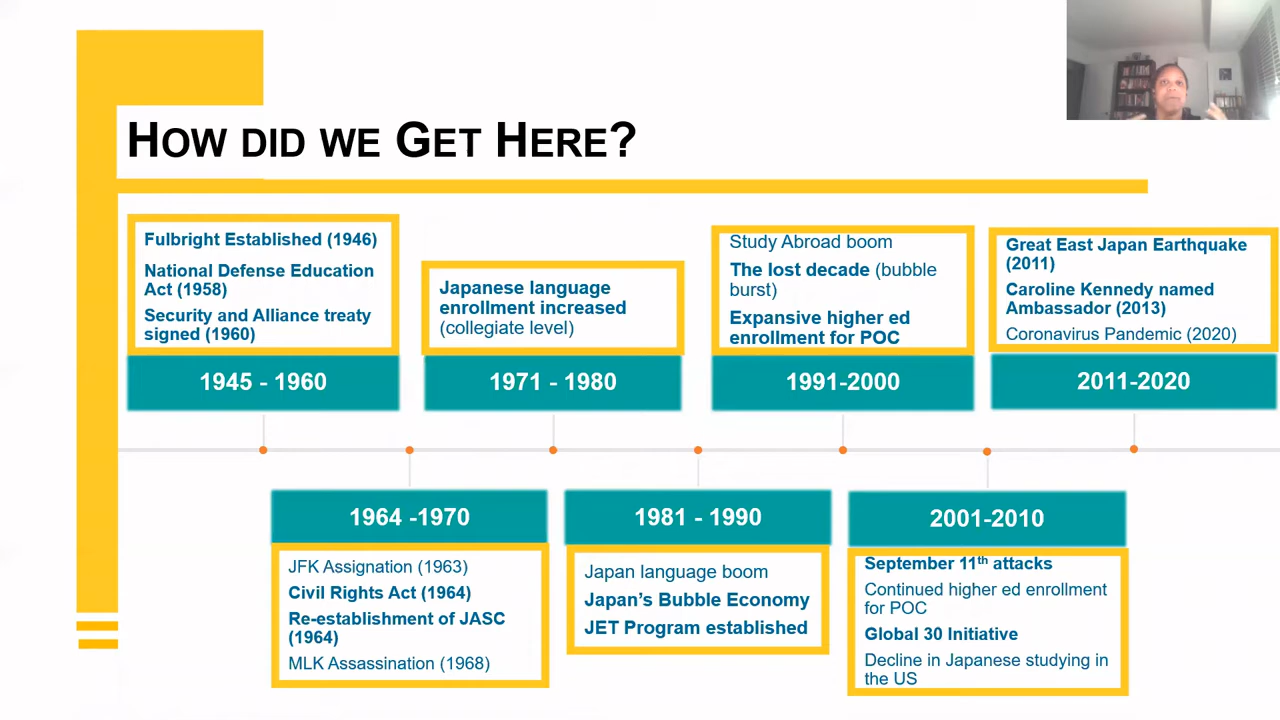 HOW DID WE GET HERE?
Fulbright Established (1946)
National Defense Education
Act (1958)
Security and Alliance treaty
signed (1960)
1945 - 1960
Japanese language
enrollment increased
(collegiate level)
1971 - 1980
Study Abroad boom
The lost decade (bubble
burst)
Expansive higher ed
enrollment for POC
1991-2000
Great East Japan Earthquake
(2011)
Caroline Kennedy named
Ambassador (2013)
Coronavirus Pandemic (2020)
2011-2020
1964 -1970
JFK Assignation (1963)
Civil Rights Act (1964)
Re-establishment of JASC
(1964)
MLK Assassination (1968)
1981 - 1990
Japan language boom
Japan's Bubble Economy
JET Program established
2001-2010
September 11th attacks
Continued higher ed enrollment
for POC
Global 30 Initiative
Decline in Japanese studying in
the US